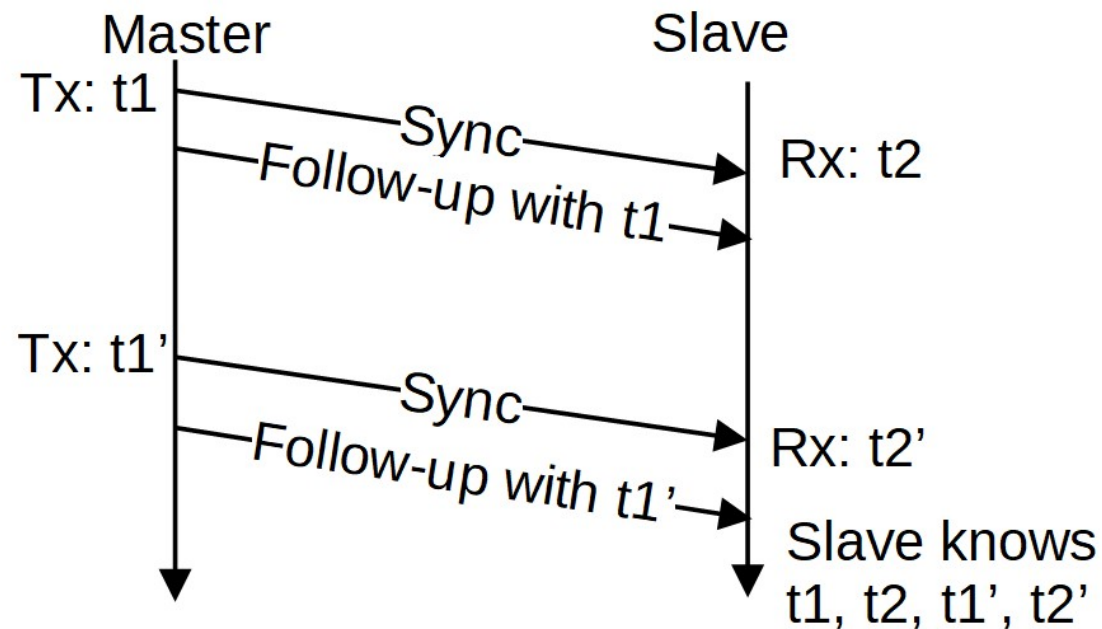 Master
Slave
Tx: t1
Sync
Rx: t2
Follow-up with t1
Tx: t1’
Sync
Rx: t2’
Follow-up with t1’
Slave knows
t1, t2, t1’, t2’